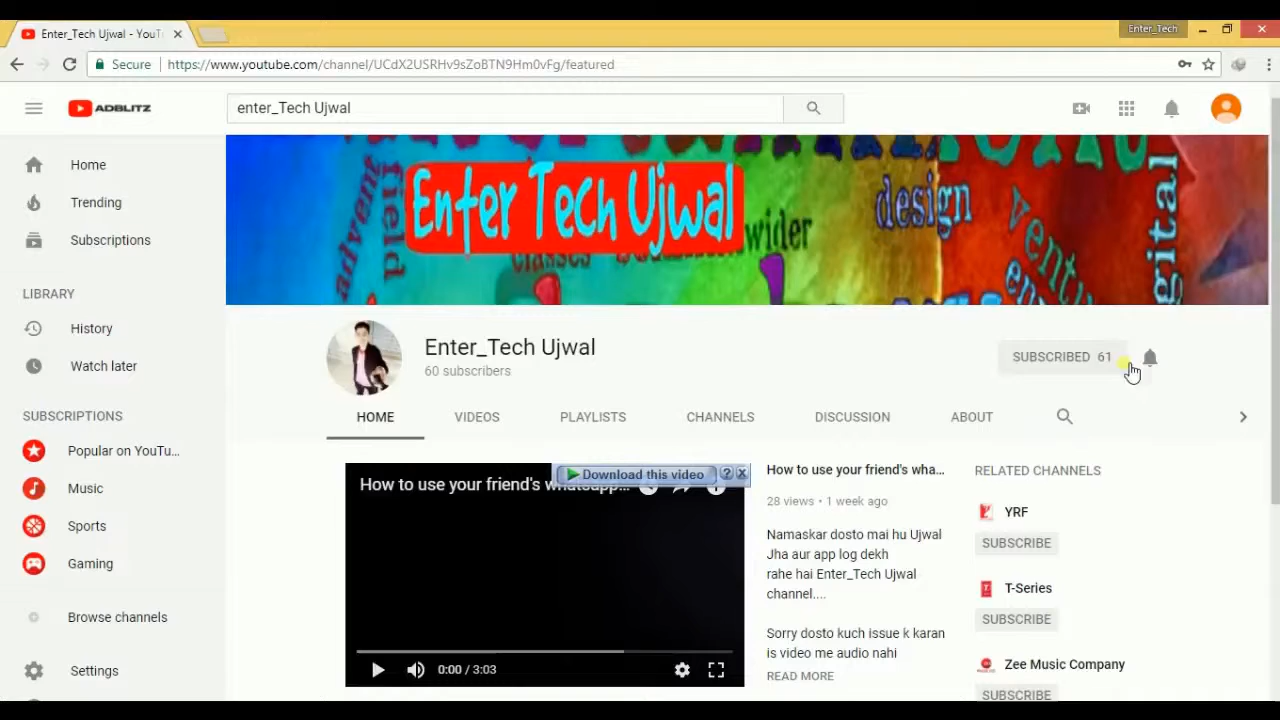 Enter_Tech Ujwal - YouT
Enter_Tech
Secure
https://www.youtube.com/channel/UCdX2USRHv9sZoBTN9Hm0vFg/featured
ADBLITZ
enter_Tech Ujwal
Home
Trending
Subscriptions
LIBRARY
History
Watch later
SUBSCRIPTIONS
Popular on YouTu...
Music
Sports
Gaming
Browse channels
Settings
Enter Tech Ujwal
field
classes
wider
design
Enter_Tech Ujwal
60 subscribers
SUBSCRIBED 61
HOME
VIDEOS
PLAYLISTS
CHANNELS
DISCUSSION
ABOUT
Download this video
How to use your friend's whatsapp...
0:00 / 3:03
How to use your friend's wha...
28 views • 1 week ago
Namaskar dosto mai hu Ujwal
Jha aur app log dekh
rahe hai Enter_Tech Ujwal
channel....
Sorry dosto kuch issue k karan
is video me audio nahi
READ MORE
RELATED CHANNELS
YRF
SUBSCRIBE
T-Series
SUBSCRIBE
Zee Music Company
SUBSCRIBE